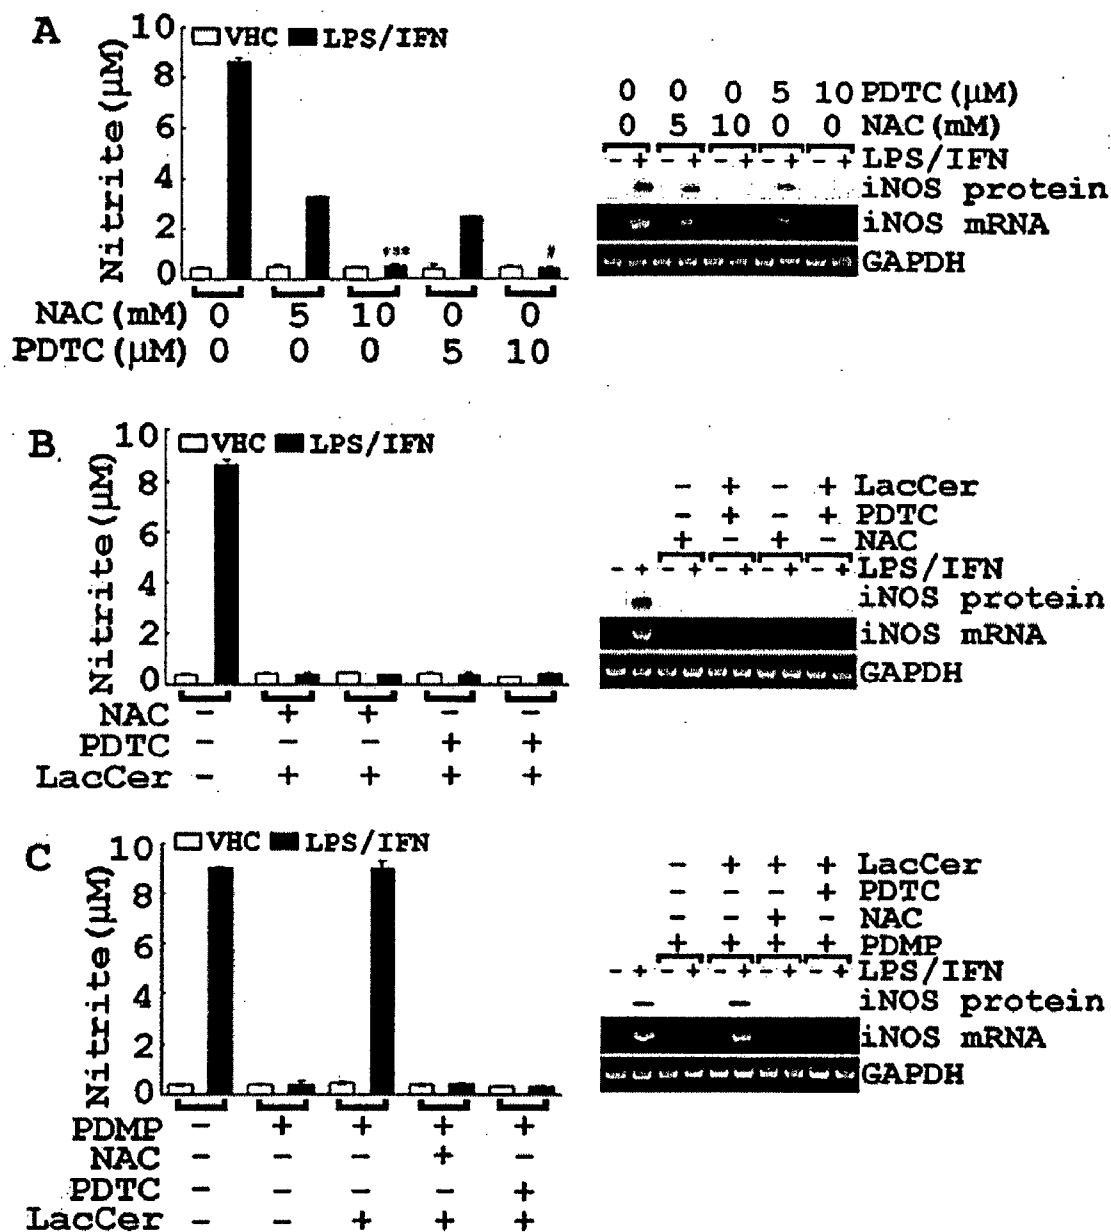 A
10
8
6
4
2
0
Nitrite(μM)
VHC LPS/IFN
*** #
NAC(mM) 0 5 10 0 0
PDTC(μM) 0 0 0 5 10
0 0 0 5 10 PDTC(μM)
0 5 10 0 0 NAC(mM)
- + - + - + - + - + LPS/IFN
iNOS protein
iNOS mRNA
GAPDH
B
10
8
6
4
2
0
Nitrite(μM)
VHC LPS/IFN
NAC - + + - -
PDTC - - - + +
LacCer - + + + +
- + - + LacCer
- + - + PDTC
+ - + - NAC
- + - + - + - + - + LPS/IFN
iNOS protein
iNOS mRNA
GAPDH
C
10
8
6
4
2
0
Nitrite(μM)
VHC LPS/IFN
PDMP - + + + +
NAC - - - + -
PDTC - - - - +
LacCer - - + + +
- + + + LacCer
- - - + PDTC
- - + - NAC
+ + + + PDMP
- + - + - + - + - + LPS/IFN
iNOS protein
iNOS mRNA
GAPDH